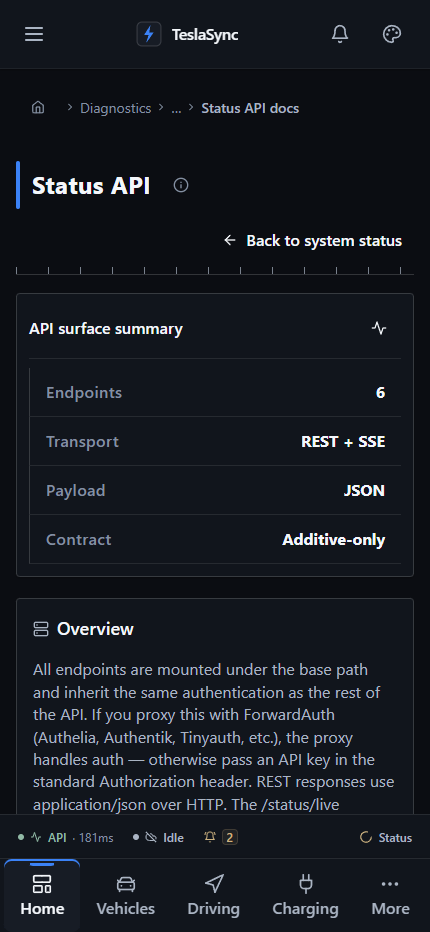 TeslaSync
Diagnostics
...
Status API docs
Status API
Back to system status
API surface summary
Endpoints 6
Transport REST + SSE
Payload JSON
Contract Additive-only
Overview
All endpoints are mounted under the base path
and inherit the same authentication as the rest of
the API. If you proxy this with ForwardAuth
(Authelia, Authentik, Tinyauth, etc.), the proxy
handles auth — otherwise pass an API key in the
standard Authorization header. REST responses use
application/json over HTTP. The /status/live
API · 181ms Idle 2 Status
Home Vehicles Driving Charging More